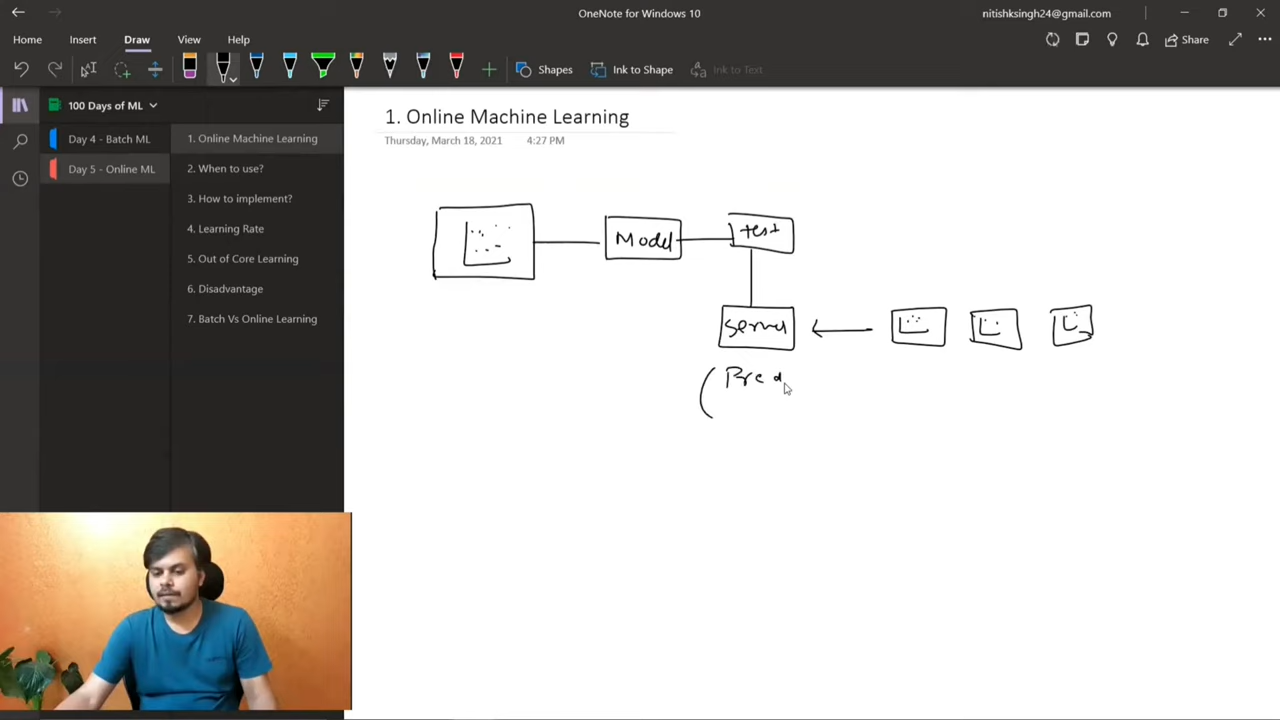 OneNote for Windows 10
nitishksingh24@gmail.com
Home
Insert
Draw
View
Help
Share
Shapes
Ink to Shape
Ink to Text
100 Days of ML
Day 4 - Batch ML
Day 5 - Online ML
1. Online Machine Learning
2. When to use?
3. How to implement?
4. Learning Rate
5. Out of Core Learning
6. Disadvantage
7. Batch Vs Online Learning
1. Online Machine Learning
Thursday, March 18, 2021 4:27 PM
Model
test
Server
(Pred